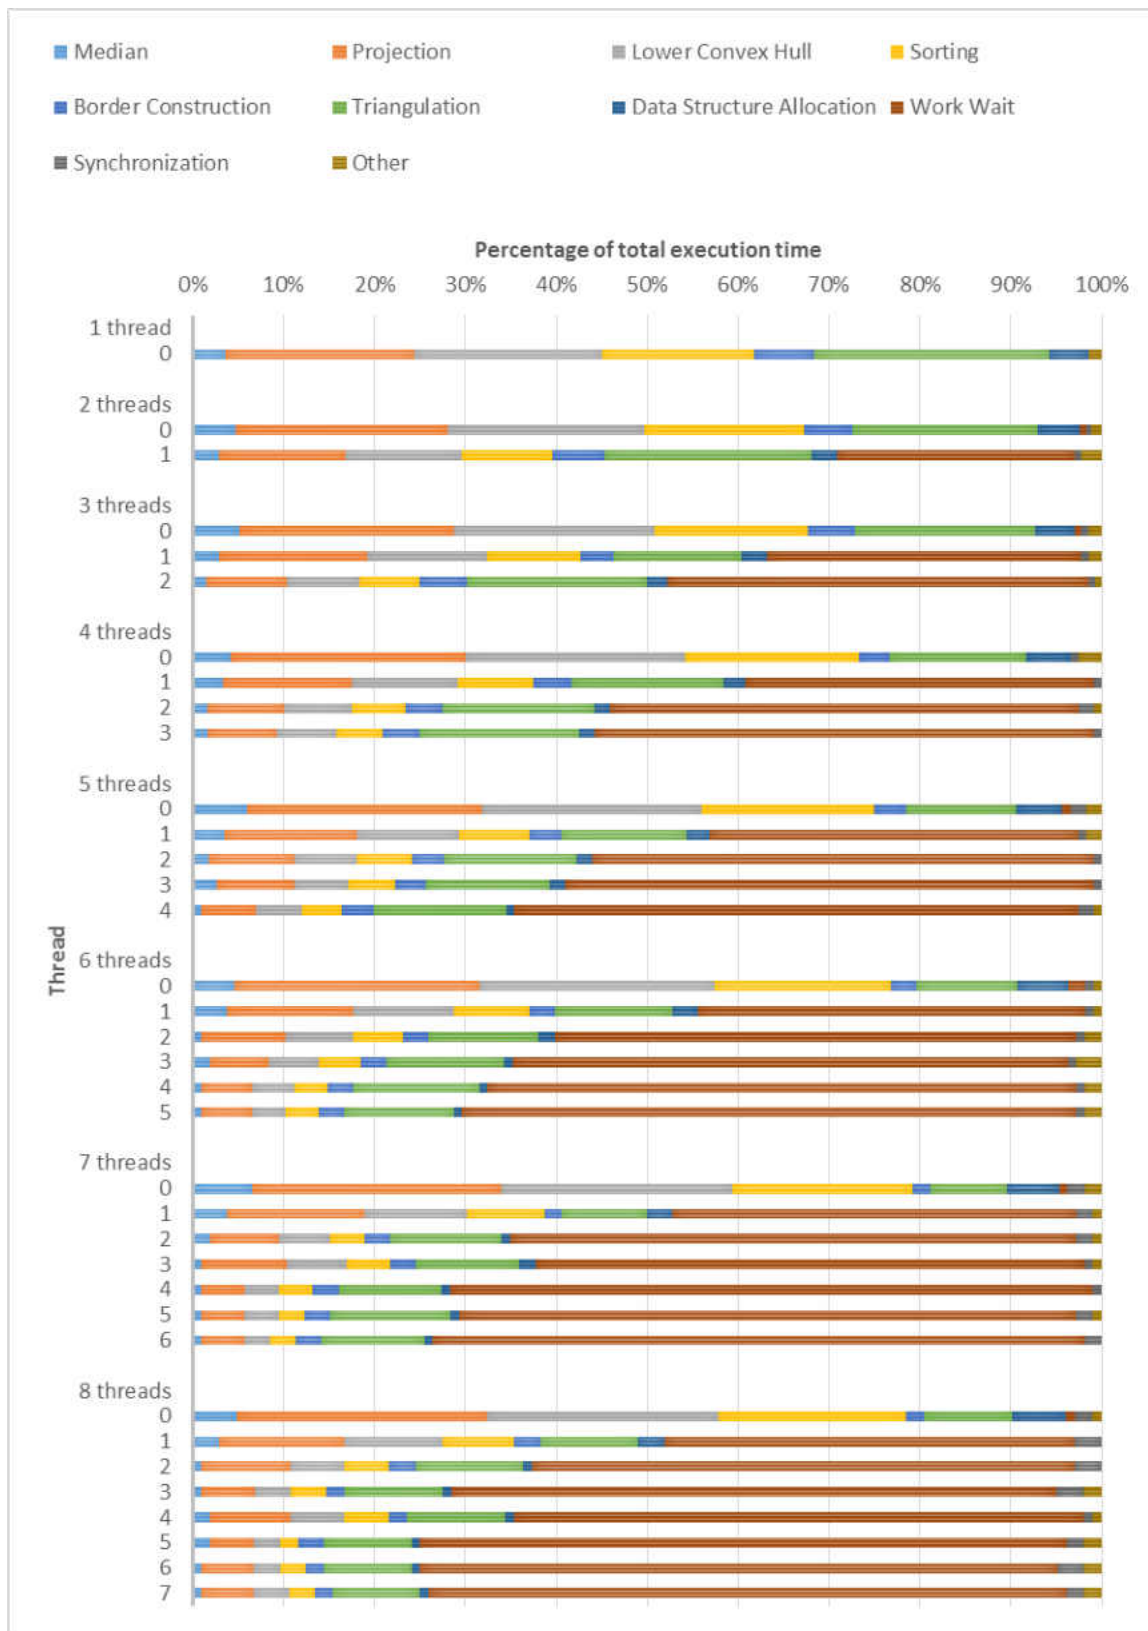 Median Projection Lower Convex Hull Sorting
Border Construction Triangulation Data Structure Allocation Work Wait
Synchronization Other
Percentage of total execution time
0% 10% 20% 30% 40% 50% 60% 70% 80% 90% 100%
Thread
1 thread
0
2 threads
0
1
3 threads
0
1
2
4 threads
0
1
2
3
5 threads
0
1
2
3
4
6 threads
0
1
2
3
4
5
7 threads
0
1
2
3
4
5
6
8 threads
0
1
2
3
4
5
6
7